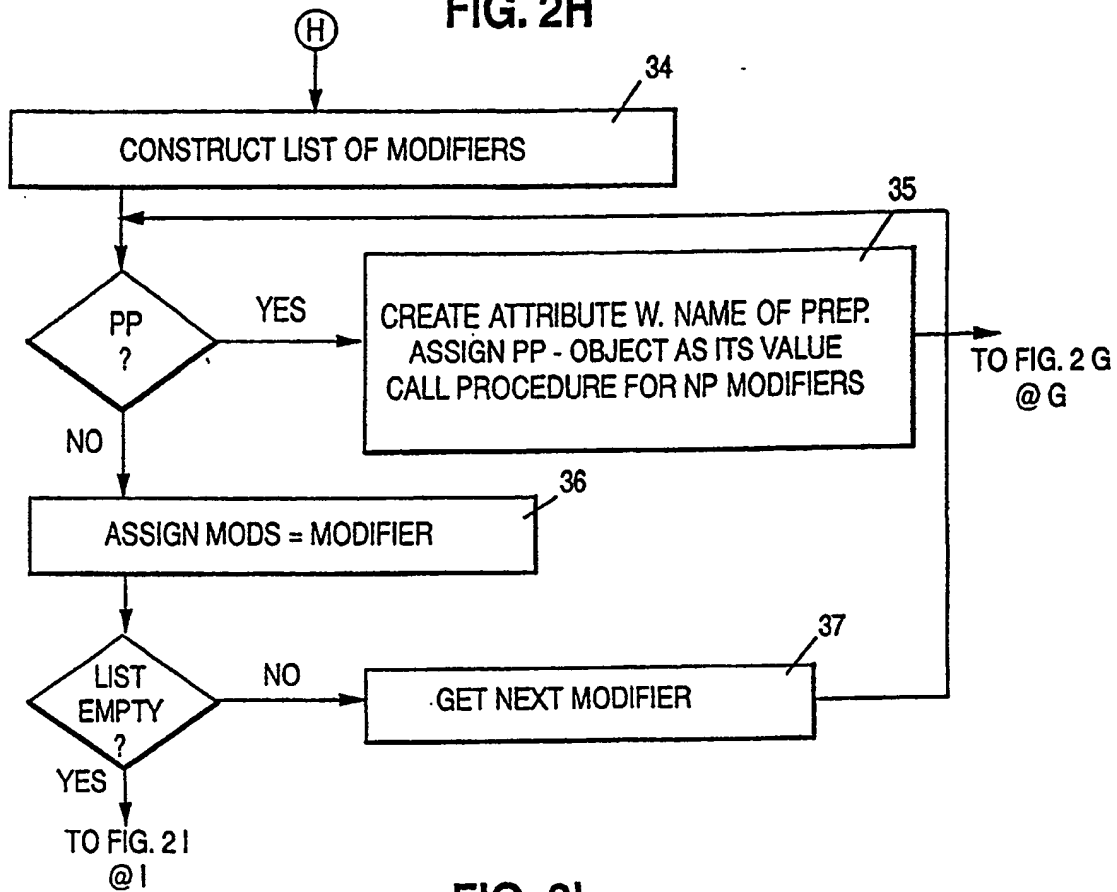 FIG. 2H
H
34
CONSTRUCT LIST OF MODIFIERS
35
PP
?
YES
CREATE ATTRIBUTE W. NAME OF PREP.
ASSIGN PP - OBJECT AS ITS VALUE
CALL PROCEDURE FOR NP MODIFIERS
TO FIG. 2 G
@ G
NO
36
ASSIGN MODS = MODIFIER
37
LIST
EMPTY
?
NO
GET NEXT MODIFIER
YES
TO FIG. 2 I
@ I